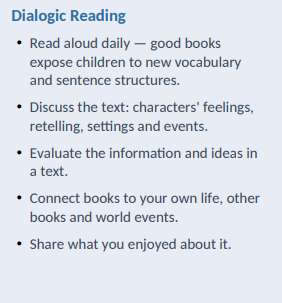 Dialogic Reading
• Read aloud daily — good books
expose children to new vocabulary
and sentence structures.
• Discuss the text: characters' feelings,
retelling, settings and events.
• Evaluate the information and ideas in
a text.
• Connect books to your own life, other
books and world events.
• Share what you enjoyed about it.